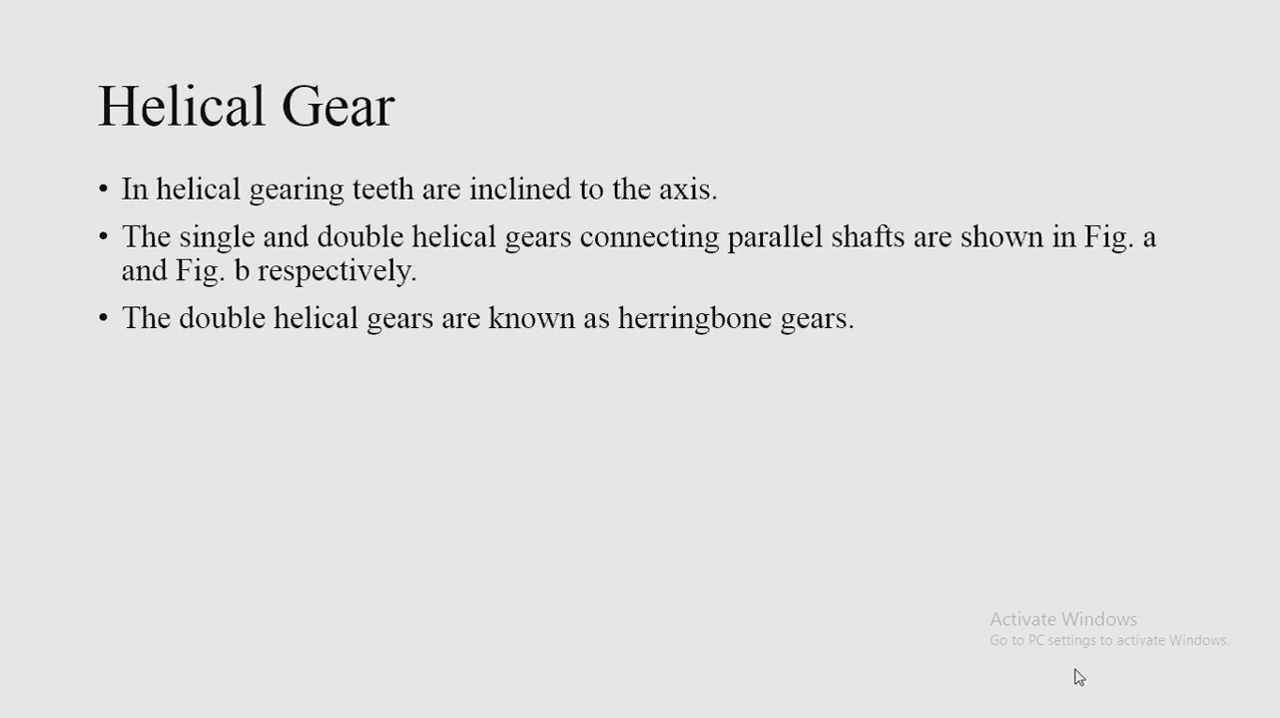 Helical Gear
• In helical gearing teeth are inclined to the axis.
• The single and double helical gears connecting parallel shafts are shown in Fig. a
and Fig. b respectively.
• The double helical gears are known as herringbone gears.
Activate Windows
Go to PC settings to activate Windows.